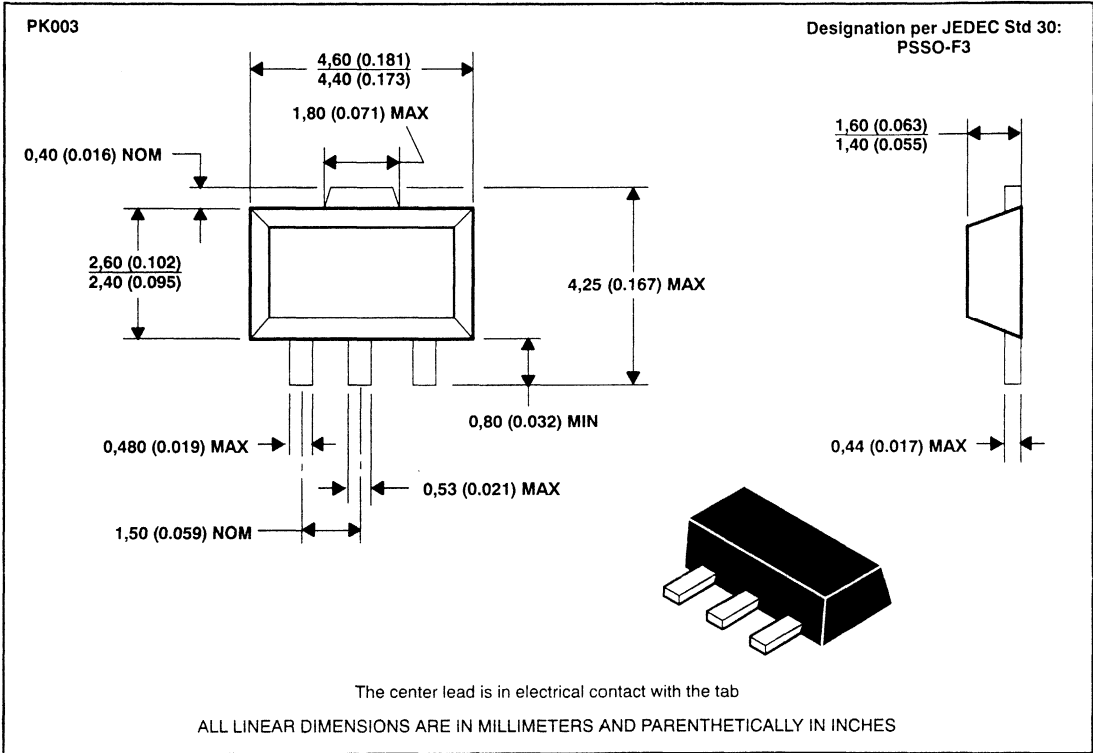 PK003
Designation per JEDEC Std 30:
PSSO-F3
4,60 (0.181)
4,40 (0.173)
1,80 (0.071) MAX
1,60 (0.063)
1,40 (0.055)
0,40 (0.016) NOM
2,60 (0.102)
2,40 (0.095)
4,25 (0.167) MAX
0,80 (0.032) MIN
0,480 (0.019) MAX
0,44 (0.017) MAX
0,53 (0.021) MAX
1,50 (0.059) NOM
The center lead is in electrical contact with the tab
ALL LINEAR DIMENSIONS ARE IN MILLIMETERS AND PARENTHETICALLY IN INCHES